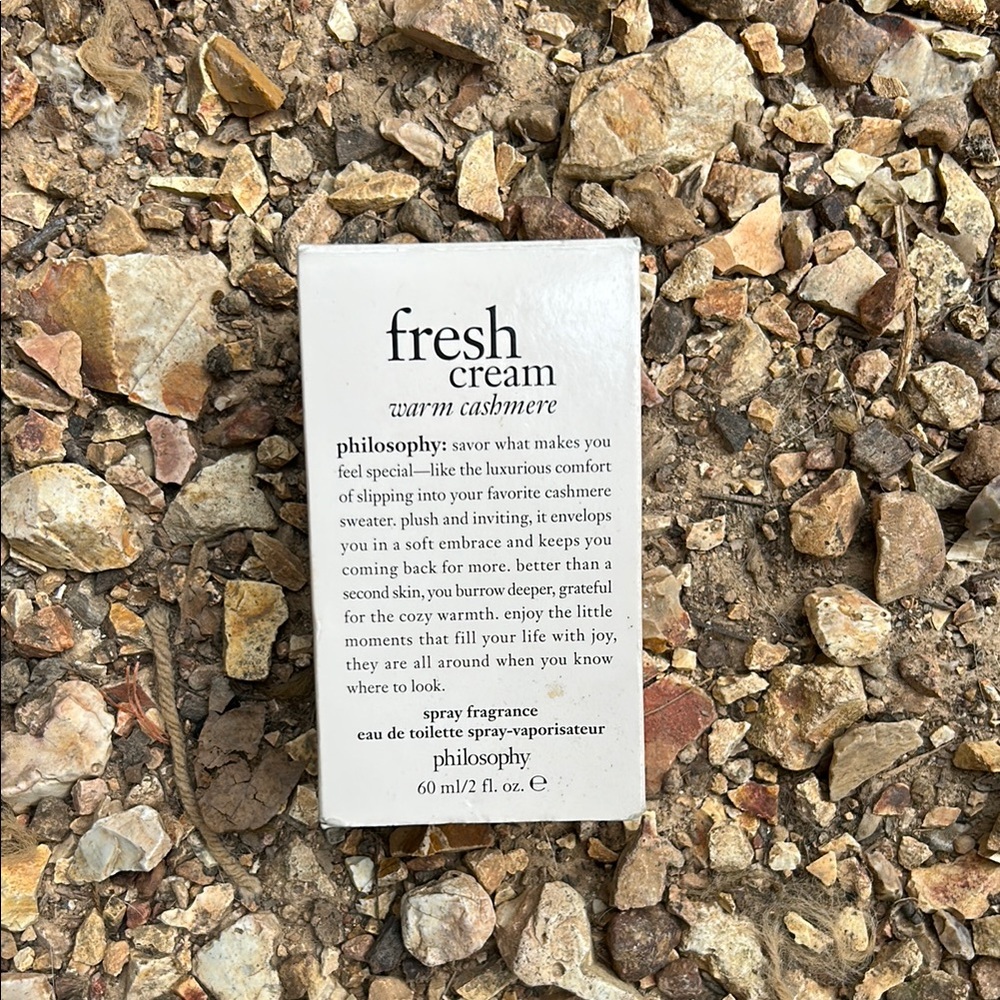 fresh
cream
warm cashmere
philosophy: savor what makes you
feel special—like the luxurious comfort
of slipping into your favorite cashmere
sweater. plush and inviting, it envelops
you in a soft embrace and keeps you
coming back for more. better than a
second skin, you burrow deeper, grateful
for the cozy warmth. enjoy the little
moments that fill your life with joy,
they are all around when you know
where to look.
spray fragrance
eau de toilette spray-vaporisateur
philosophy
60 ml/2 fl. oz. ℮